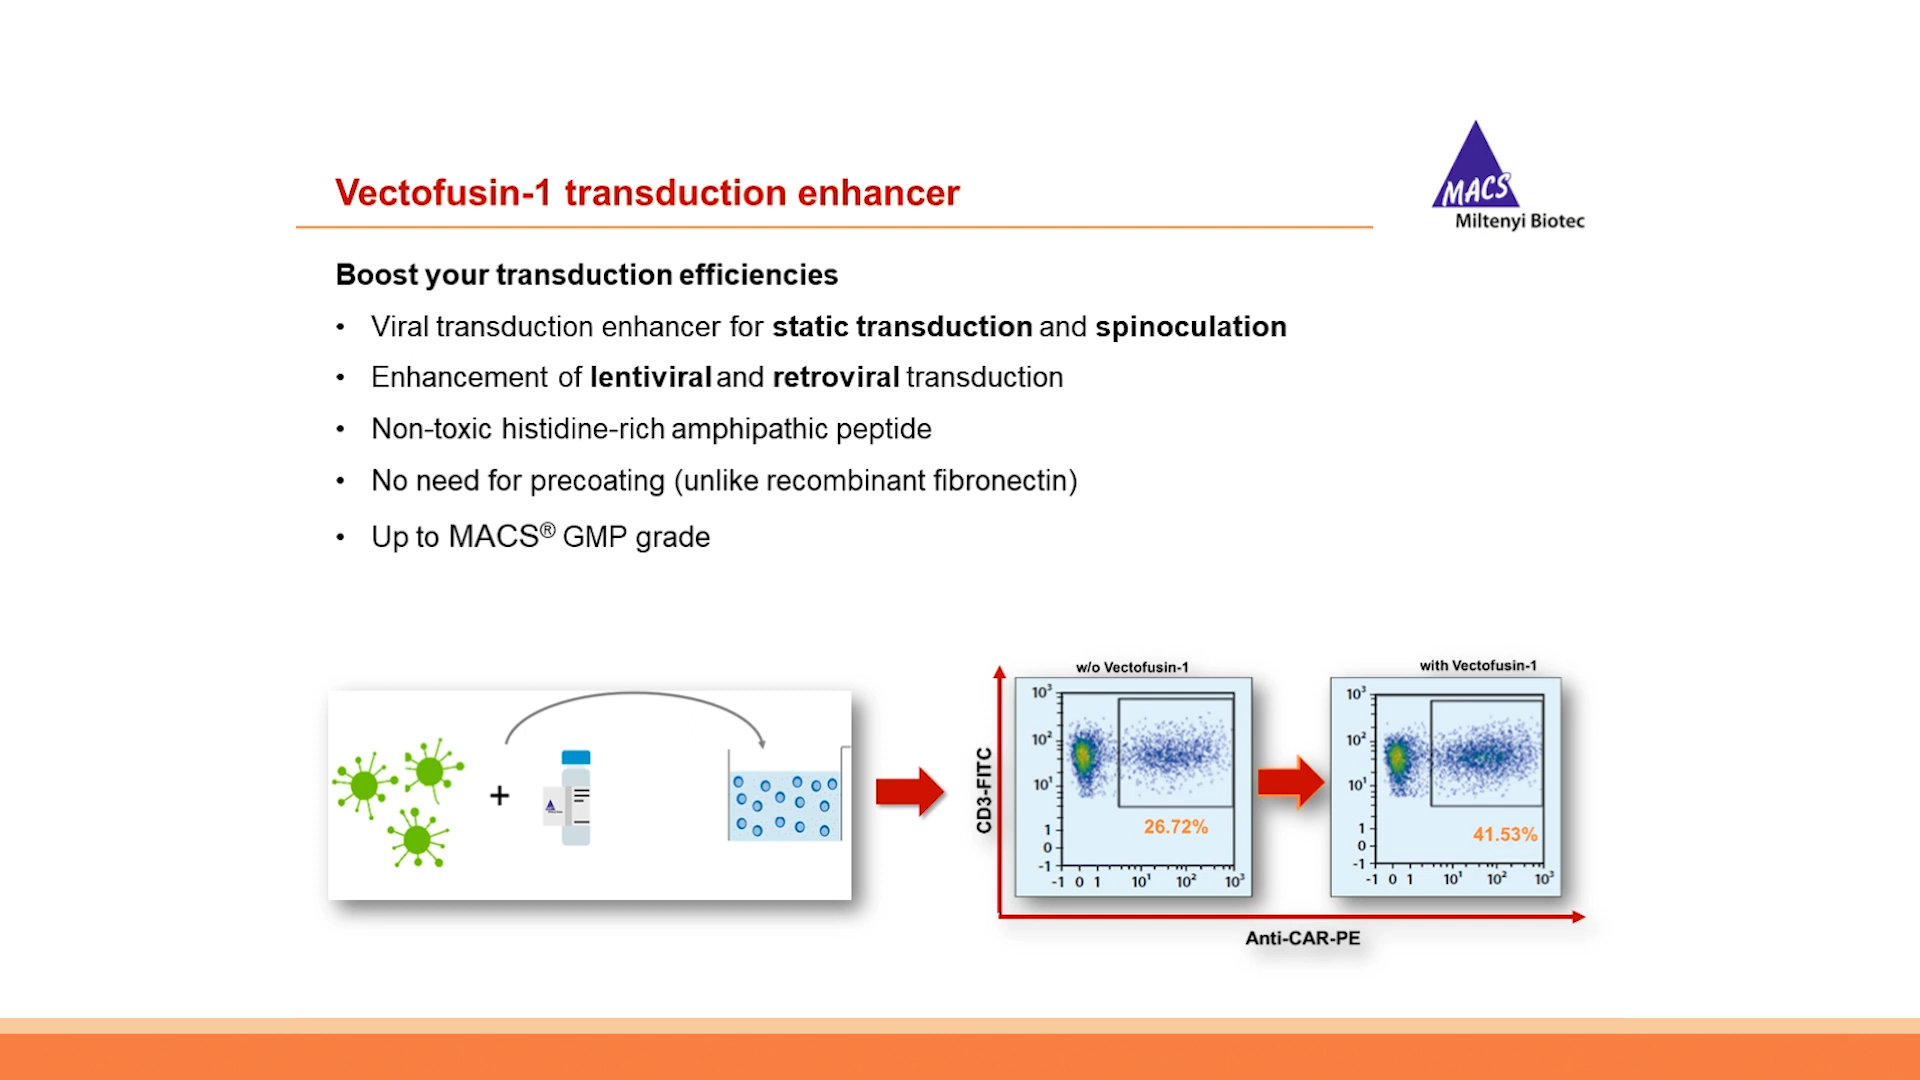 Vectofusin-1 transduction enhancer
MACS
Miltenyi Biotec
Boost your transduction efficiencies
• Viral transduction enhancer for static transduction and spinoculation
• Enhancement of lentiviral and retroviral transduction
• Non-toxic histidine-rich amphipathic peptide
• No need for precoating (unlike recombinant fibronectin)
• Up to MACS® GMP grade
+
w/o Vectofusin-1
CD3-FITC
10³
10²
10¹
1
0
-1
-1 0 1 10¹ 10² 10³
26.72%
with Vectofusin-1
10³
10²
10¹
1
0
-1
-1 0 1 10¹ 10² 10³
41.53%
Anti-CAR-PE